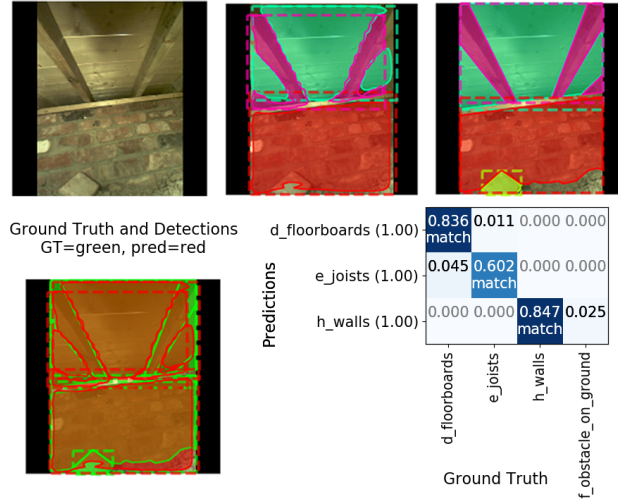 Ground Truth and Detections
GT=green, pred=red
Predictions
d_floorboards (1.00)
e_joists (1.00)
h_walls (1.00)
0.836
match
0.011
0.000
0.000
0.045
0.602
match
0.000
0.000
0.000
0.000
0.847
match
0.025
d_floorboards
e_joists
h_walls
f_obstacle_on_ground
Ground Truth